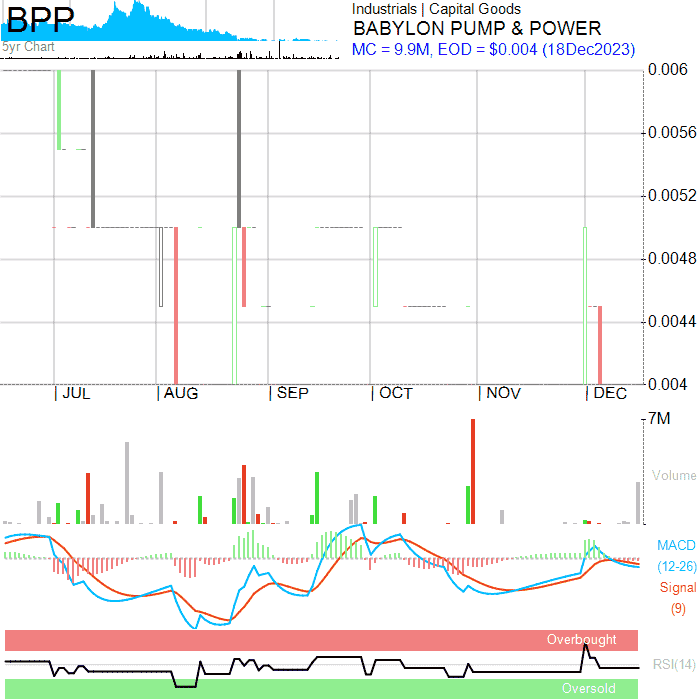 BPP
5yr Chart
Industrials | Capital Goods
BABYLON PUMP & POWER
MC = 9.9M, EOD = $0.004 (18Dec2023)
0.006
0.0056
0.0052
0.0048
0.0044
0.004
| JUL | AUG | SEP | OCT | NOV | DEC
7M
Volume
MACD
(12-26)
Signal
(9)
Overbought
RSI(14)
Oversold